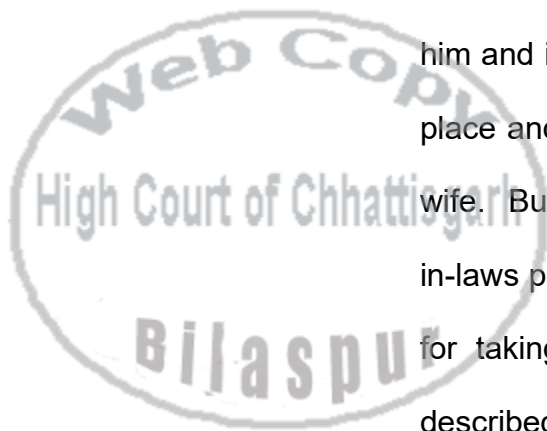 Web Copy
High Court of Chhattisgarh
Bilaspur
him and
place and
wife. Bu
in-laws p
for taking
described